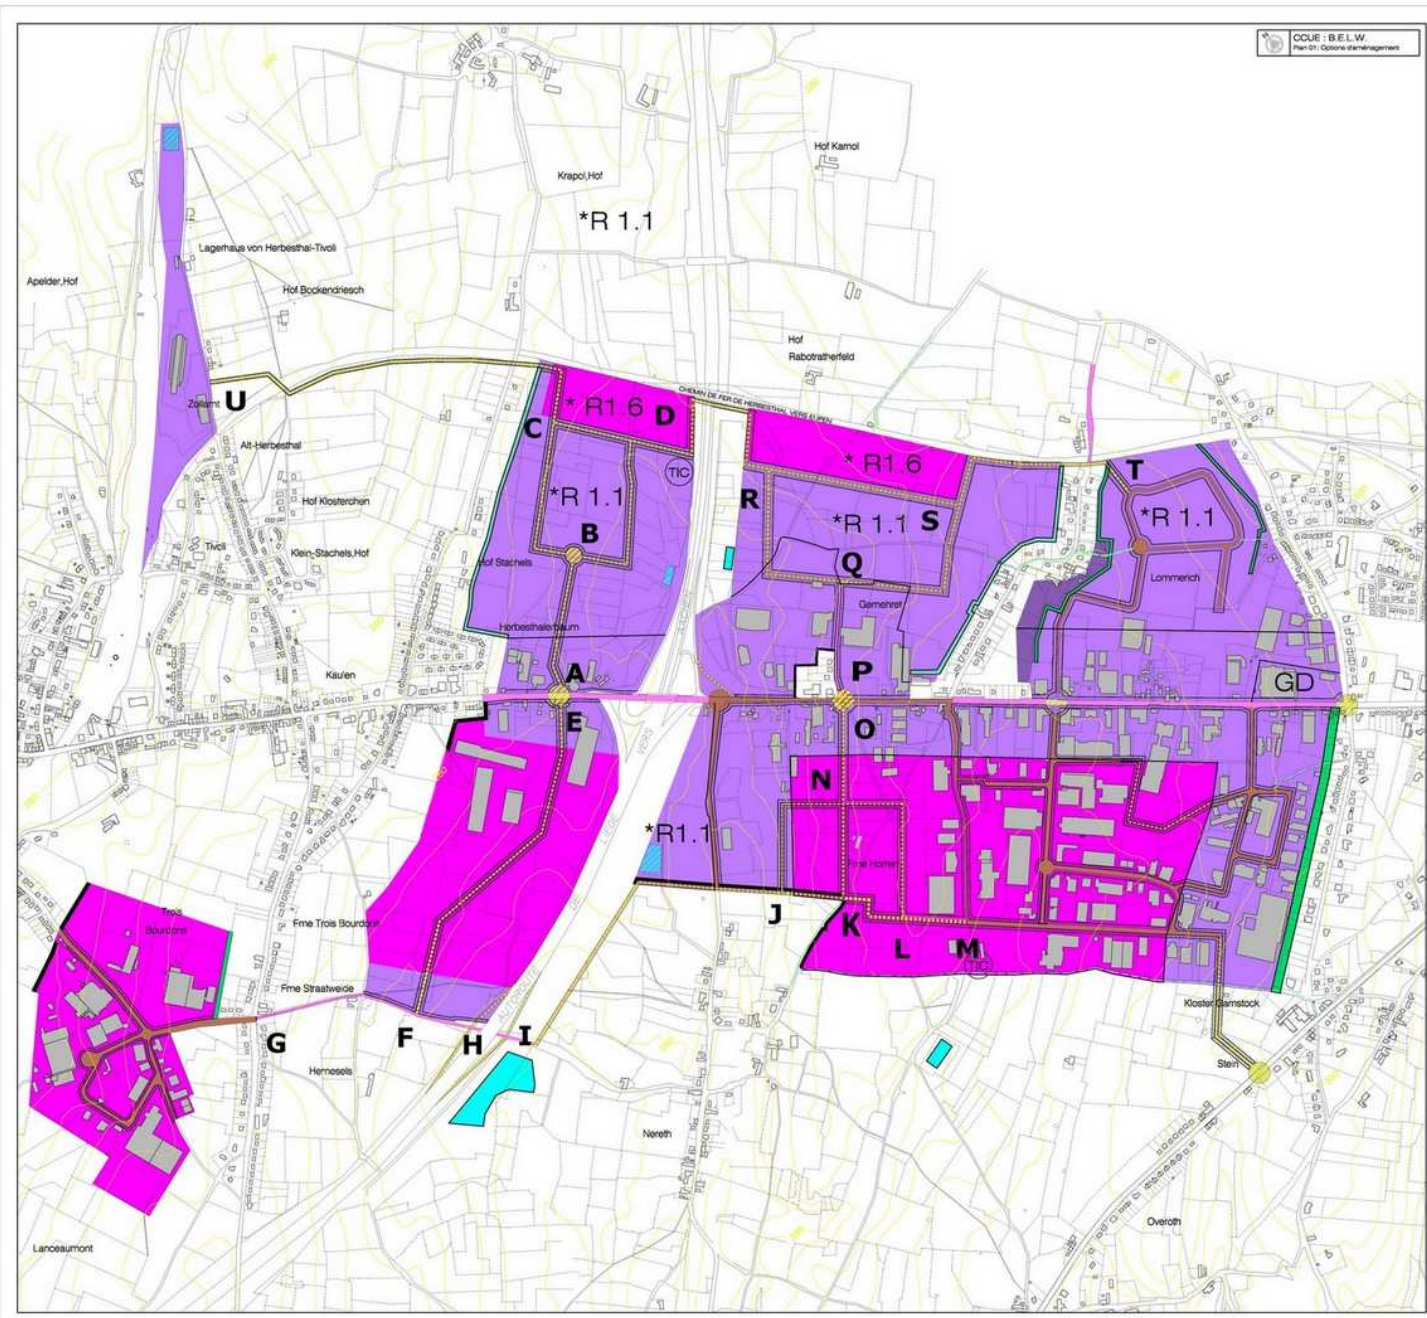 CCUE : B.E.L.W.
Plan 01: Options d'aménagement
Hof Kamol
Krapol,Hof
*R 1.1
Lagerhaus von Herbesthal-Tivoli
Apelder,Hof
Hof Bockendriesch
Hof
Rabotratherfeld
CHEMIN DE FER DE HERBESTHAL VERS EUPEN
Zollamt
U
* R1.6
D
C
Alt-Herbesthal
* R1.6
T
TIC
Hof Klosterchen
*R 1.1
R
*R 1.1
S
*R 1.1
B
Tivoli
Klein-Stachels,Hof
Hof Stachels
Q
Lommerich
Gemehret
Herbesthalerbaum
Kaulen
A
P
GD
E
O
N
*R1.1
Fme Horren
Trois
Bourdons
Fme Trois Bourdons
J
K
L
M
TIC
Fme Straatweide
Kloster Garnstock
G
F
H
I
Hernesels
Stein
Nereth
Overoth
Lanceaumont